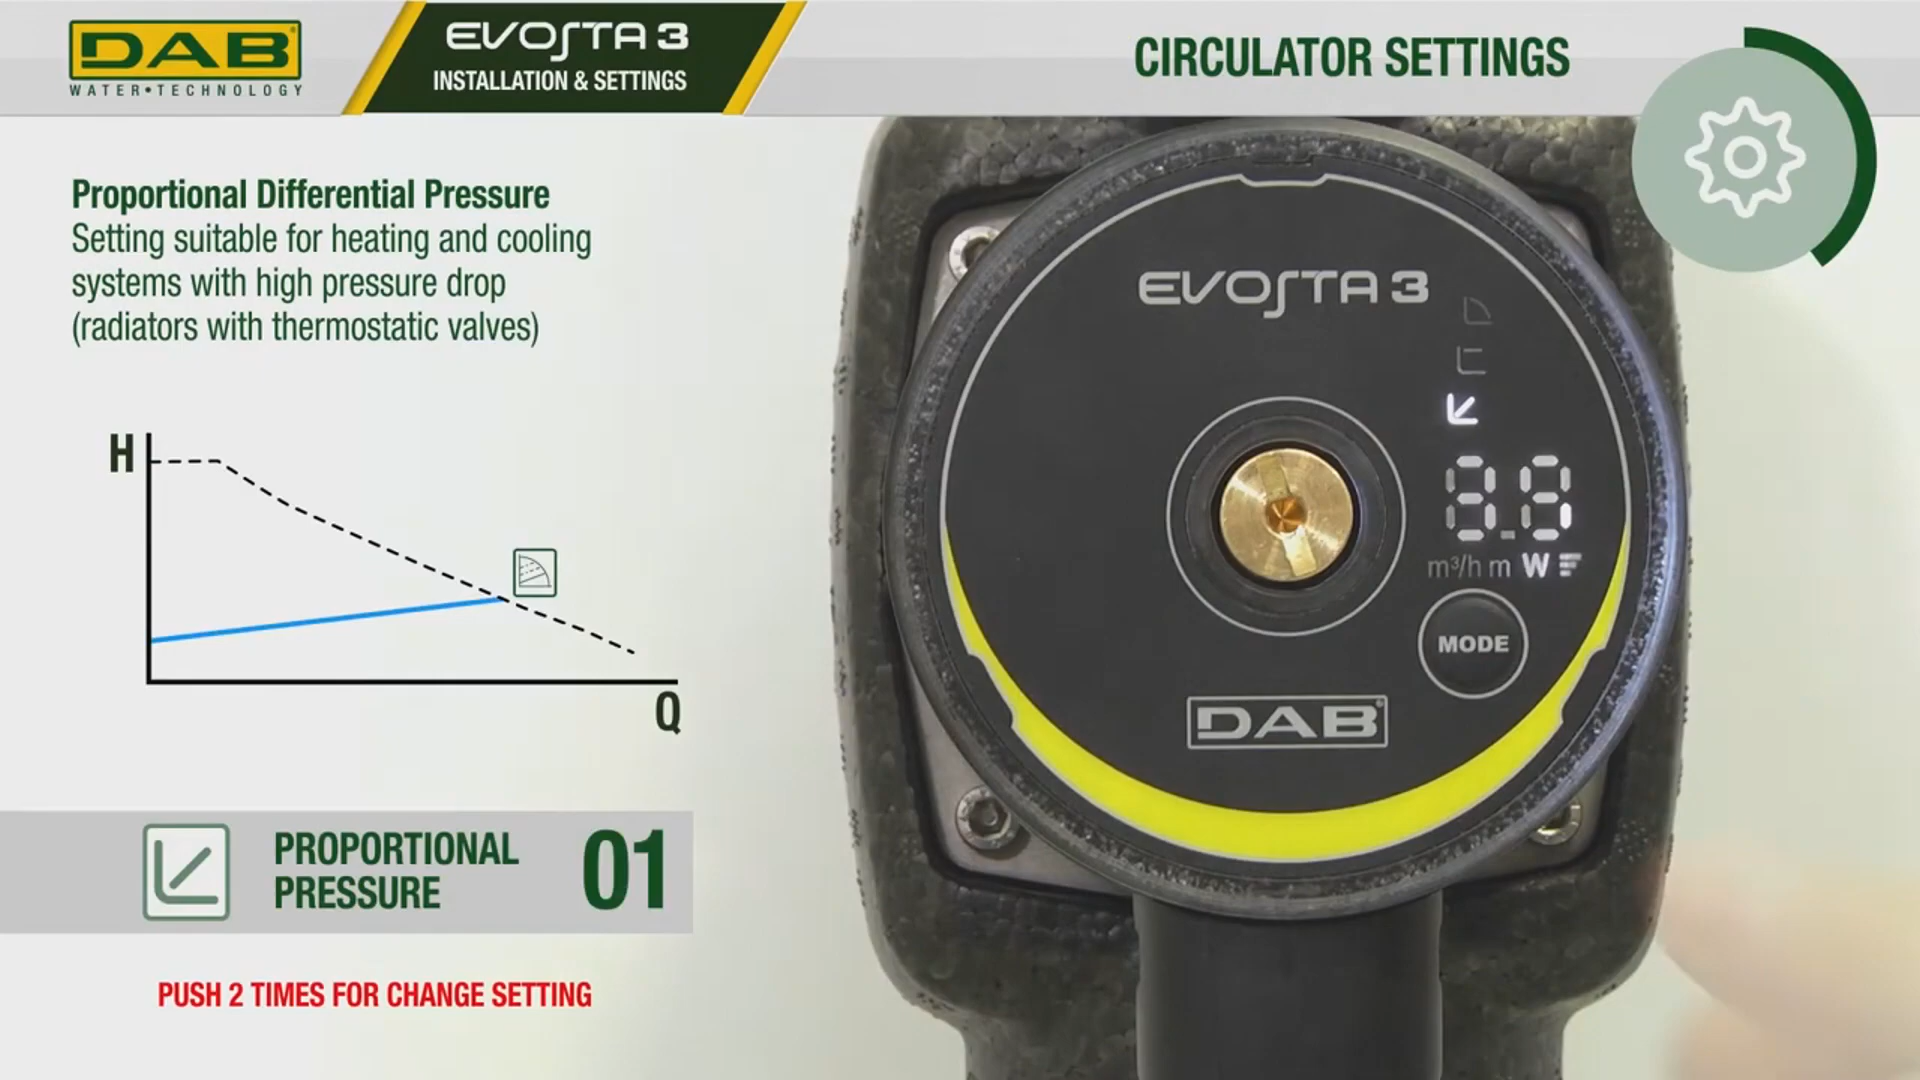 DAB
WATER•TECHNOLOGY
EVOSTA 3
INSTALLATION & SETTINGS
CIRCULATOR SETTINGS
Proportional Differential Pressure
Setting suitable for heating and cooling
systems with high pressure drop
(radiators with thermostatic valves)
H
Q
PROPORTIONAL
PRESSURE
01
PUSH 2 TIMES FOR CHANGE SETTING
EVOSTA 3
m³/h m W
MODE
DAB